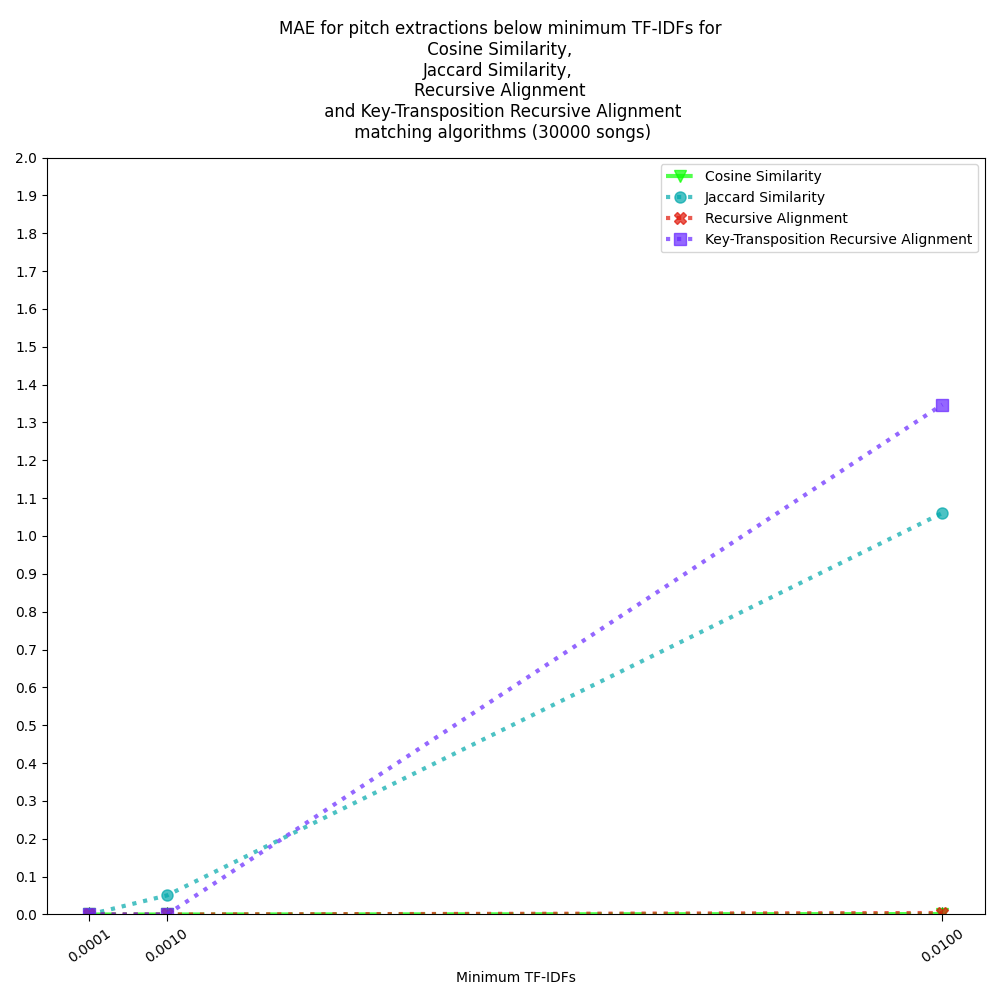 MAE for pitch extractions below minimum TF-IDFs for
Cosine Similarity,
Jaccard Similarity,
Recursive Alignment
and Key-Transposition Recursive Alignment
matching algorithms (30000 songs)
Cosine Similarity
Jaccard Similarity
Recursive Alignment
Key-Transposition Recursive Alignment
2.0
1.9
1.8
1.7
1.6
1.5
1.4
1.3
1.2
1.1
1.0
0.9
0.8
0.7
0.6
0.5
0.4
0.3
0.2
0.1
0.0
0.0001
0.0010
0.0100
Minimum TF-IDFs